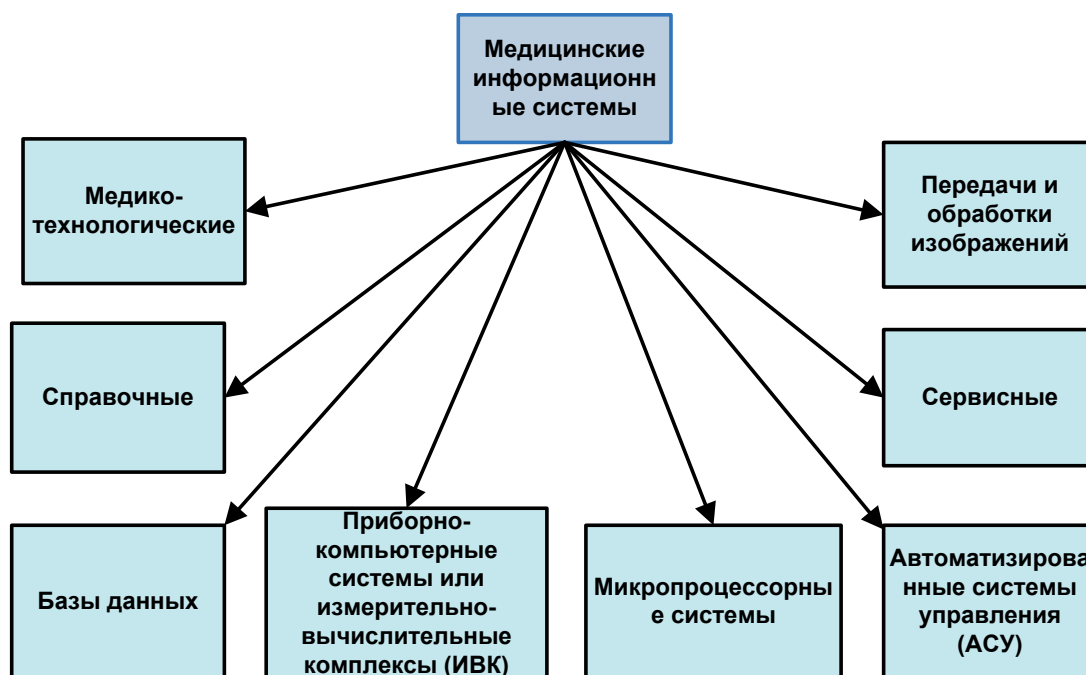 Медицинские
информационн
ые системы
Медико-
технологические
Передачи и
обработки
изображений
Справочные
Сервисные
Базы данных
Приборно-
компьютерные
системы или
измерительно-
вычислительные
комплексы (ИВК)
Микропроцессорны
е системы
Автоматизирова
нные системы
управления
(АСУ)